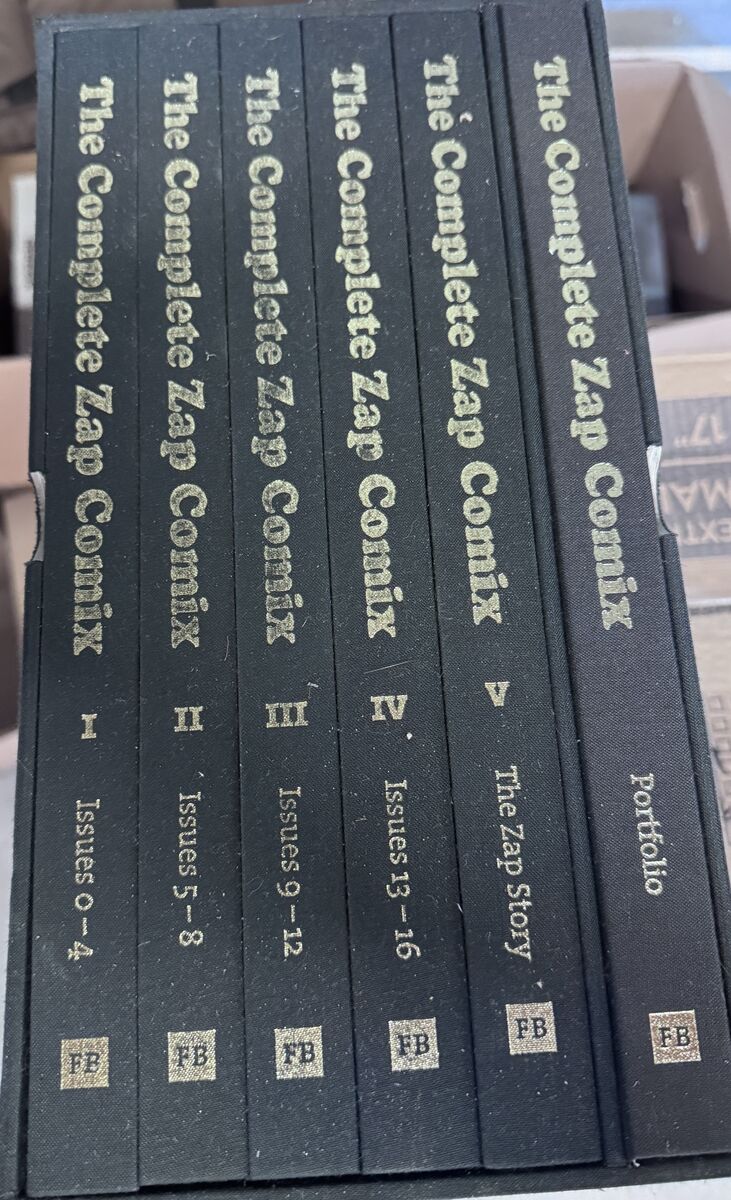 The Complete Zap Comix I Issues 0–4 FB
The Complete Zap Comix II Issues 5–8 FB
The Complete Zap Comix III Issues 9–12 FB
The Complete Zap Comix IV Issues 13–16 FB
The Complete Zap Comix V The Zap Story FB
The Complete Zap Comix Portfolio FB
17"